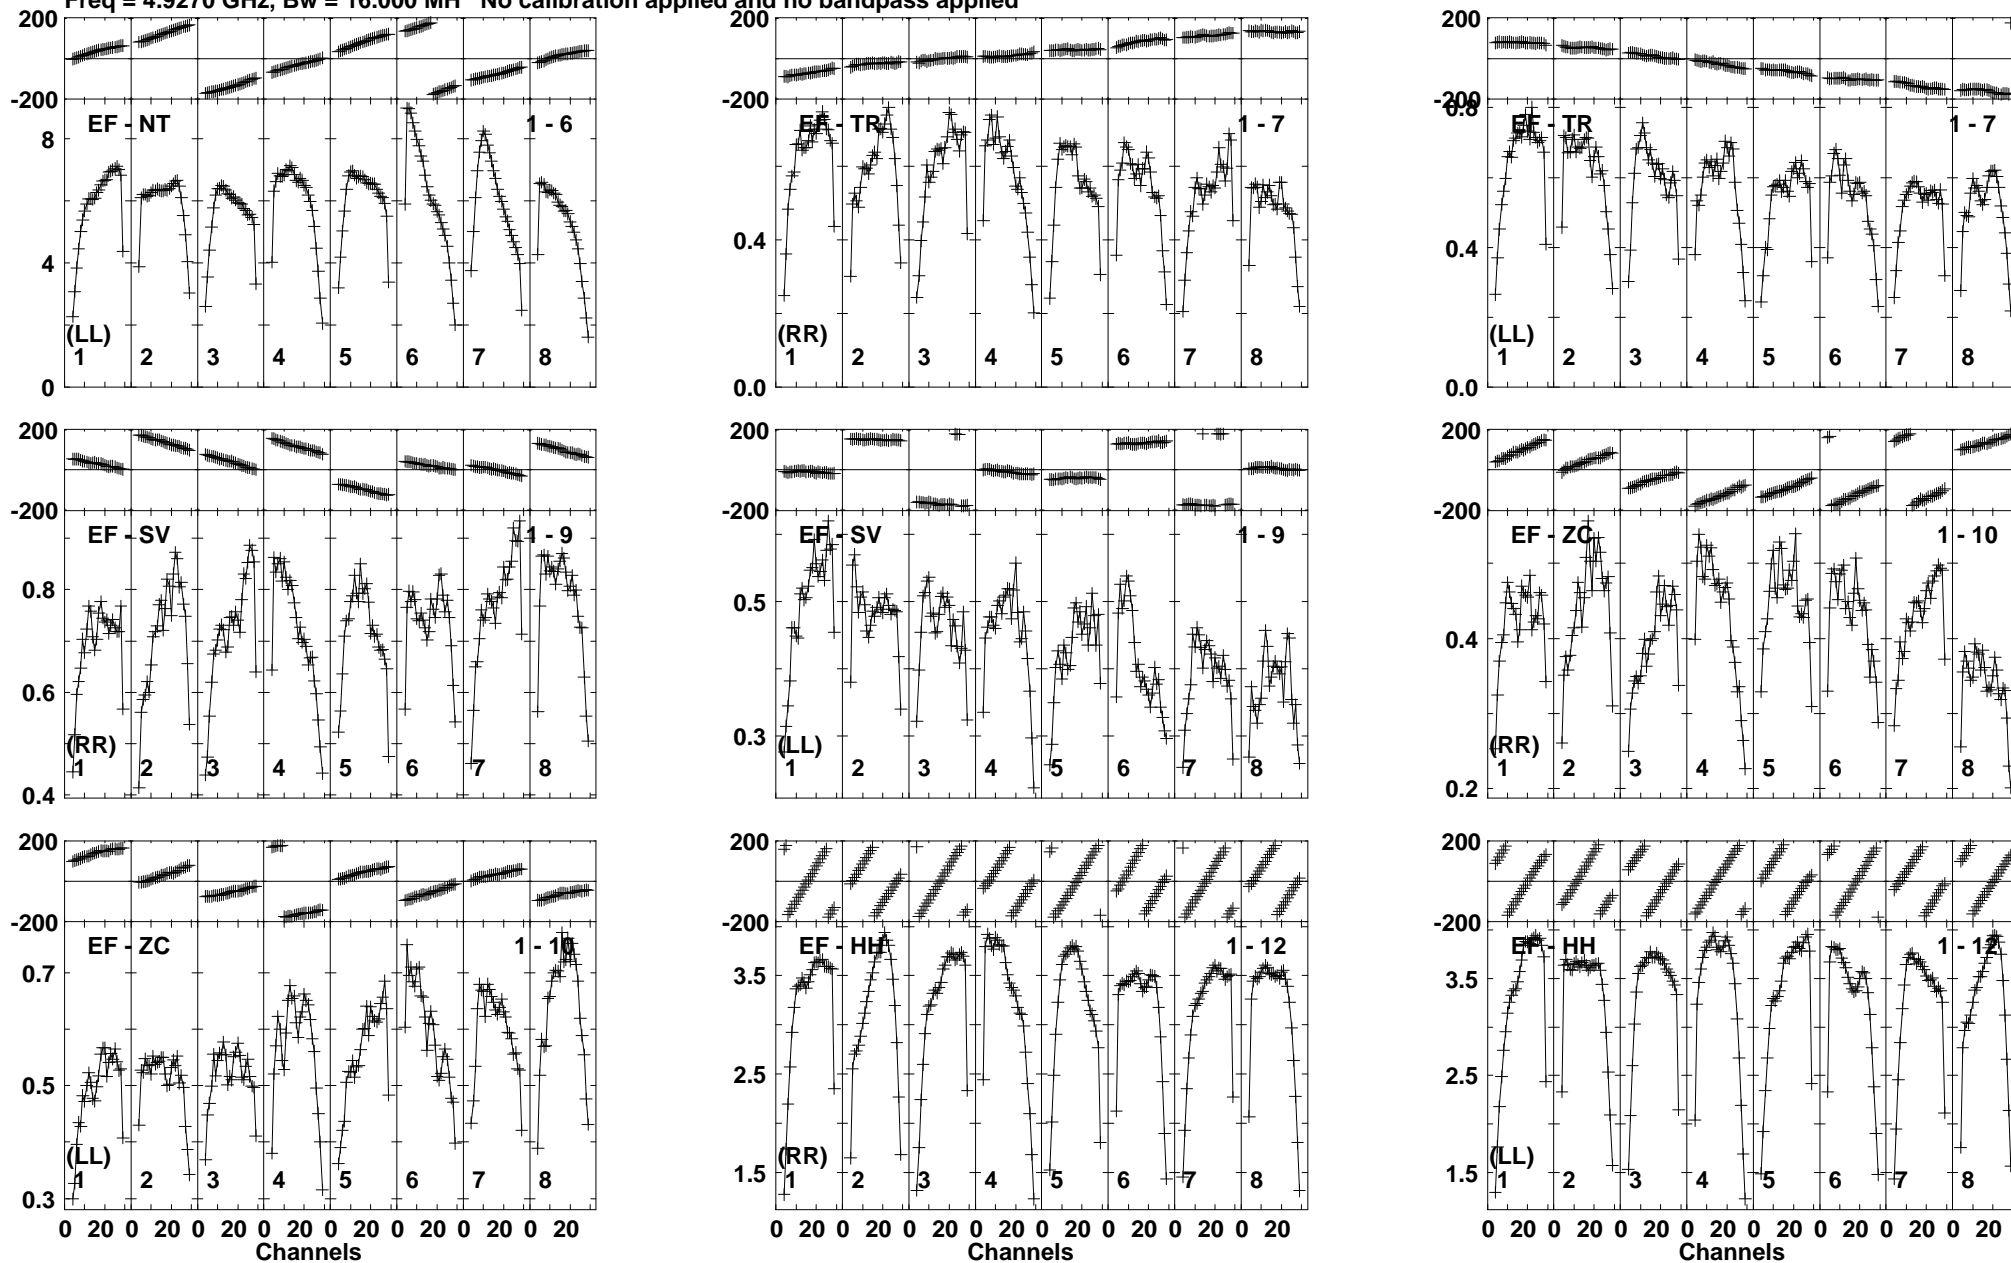 Freq = 4.9270 GHz, Bw = 16.000 MH No calibration applied and no bandpass applied
200 200 200
-200 -200 -200
EF - NT 1 - 6 EF - TR 1 - 7 0.8 EF - TR 1 - 7
8
4 0.4 0.4
(LL) (RR) (LL)
1 2 3 4 5 6 7 8 1 2 3 4 5 6 7 8 1 2 3 4 5 6 7 8
0 0.0 0.0
200 200 200
-200 -200 -200
EF - SV 1 - 9 EF - SV 1 - 9 EF - ZC 1 - 10
0.8 0.5 0.4
0.6 0.3
(RR) (LL) (RR)
1 2 3 4 5 6 7 8 1 2 3 4 5 6 7 8 1 2 3 4 5 6 7 8
0.4 0.2
200 200 200
-200 -200 -200
EF - ZC 1 - 10 EF - HH 1 - 12 EF - HH 1 - 12
0.7 3.5 3.5
0.5 2.5 2.5
(LL) (RR) (LL)
1 2 3 4 5 6 7 8 1 2 3 4 5 6 7 8 1 2 3 4 5 6 7 8
0.3 1.5 1.5
0 20 0 20 0 20 0 20 0 20 0 20 0 20 0 20 0 20 0 20 0 20 0 20 0 20 0 20 0 20 0 20 0 20 0 20 0 20 0 20 0 20 0 20 0 20 0 20
Channels Channels Channels